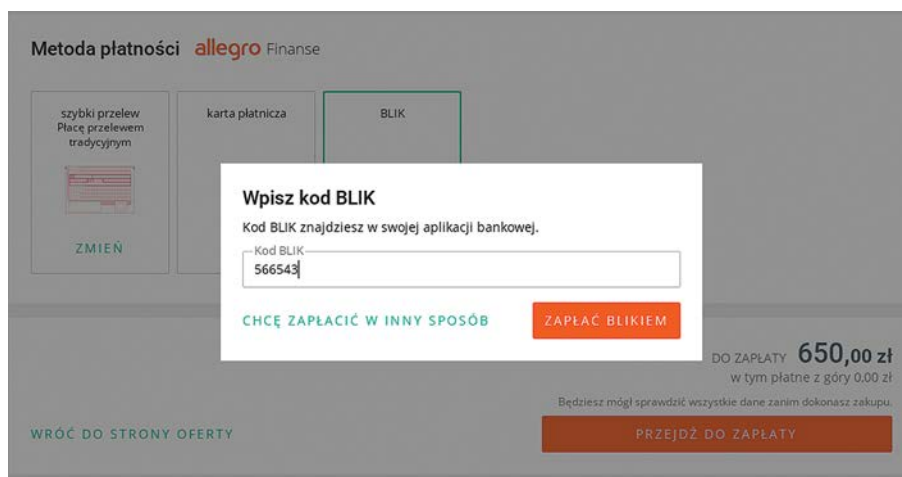 Metoda płatności allegro Finanse
szybki przelew
Płacę przelewem
tradycyjnym
ZMIEŃ
karta płatnicza
BLIK
Wpisz kod BLIK
Kod BLIK znajdziesz w swojej aplikacji bankowej.
Kod BLIK
566543
CHCĘ ZAPŁACIĆ W INNY SPOSÓB
ZAPŁAĆ BLIKIEM
DO ZAPŁATY 650,00 zł
w tym płatne z góry 0,00 zł
Będziesz mógł sprawdzić wszystkie dane zanim dokonasz zakupu.
WRÓĆ DO STRONY OFERTY
PRZEJDŹ DO ZAPŁATY